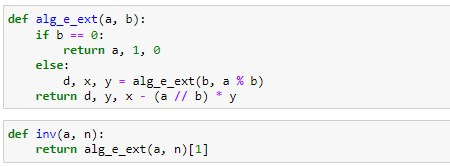 def alg_e_ext(a, b):
    if b == 0:
        return a, 1, 0
    else:
        d, x, y = alg_e_ext(b, a % b)
    return d, y, x - (a // b) * y
def inv(a, n):
    return alg_e_ext(a, n)[1]